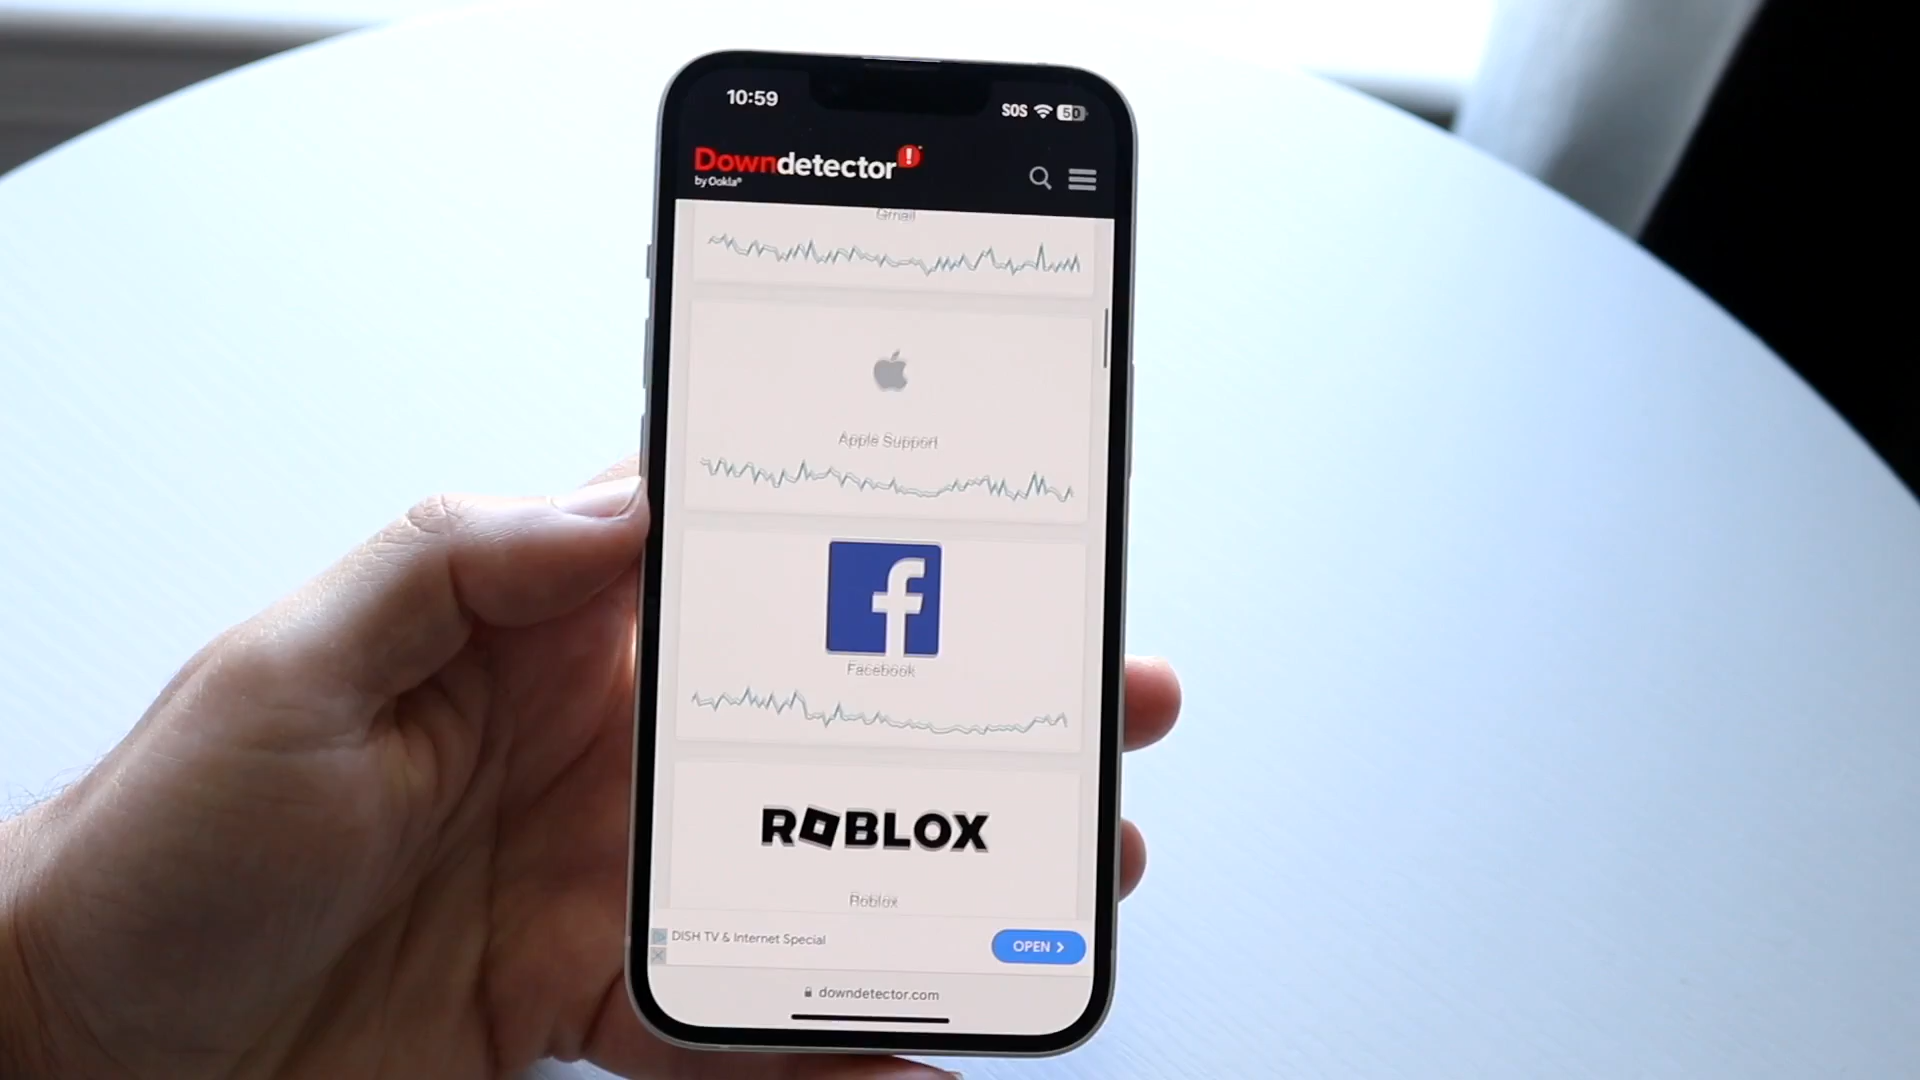 10:59
SOS
50
Downdetector
by Ookla®
Gmail
Apple Support
f
Facebook
ROBLOX
Roblox
DISH TV & Internet Special
OPEN
downdetector.com